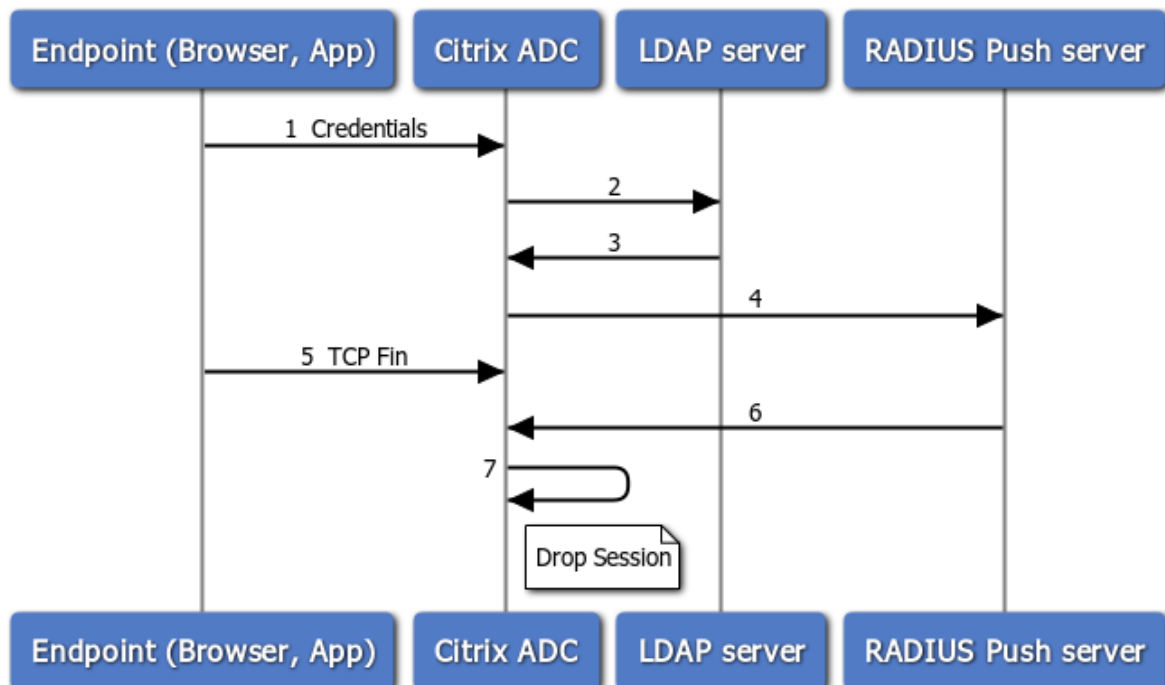 Endpoint (Browser, App) Citrix ADC LDAP server RADIUS Push server
1 Credentials
2
3
4
5 TCP Fin
6
7
Drop Session
Endpoint (Browser, App) Citrix ADC LDAP server RADIUS Push server